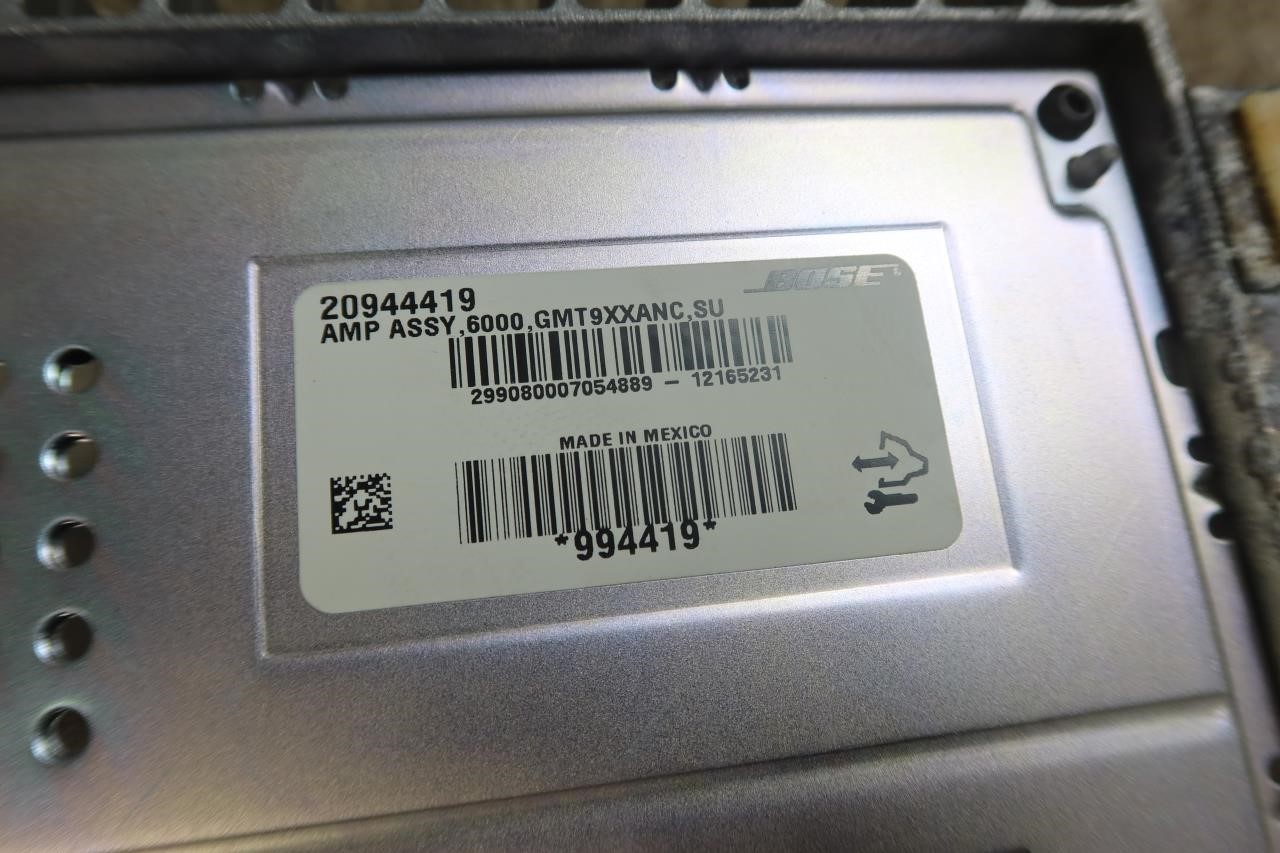 BOSE
20944419
AMP ASSY,6000,GMT9XXANC,SU
299080007054889 - 12165231
MADE IN MEXICO
*994419*